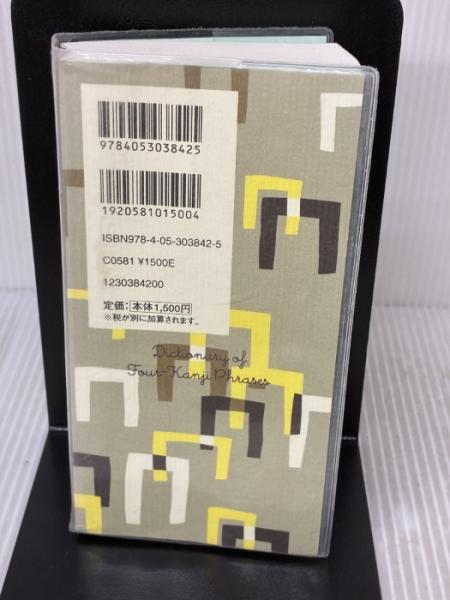 9784053038425
1920581015004
ISBN978-4-05-303842-5
C0581 ¥1500E
1230384200
定価：本体1,500円
※税が別に加算されます。
Dictionary of
Four-Kanji Phrases